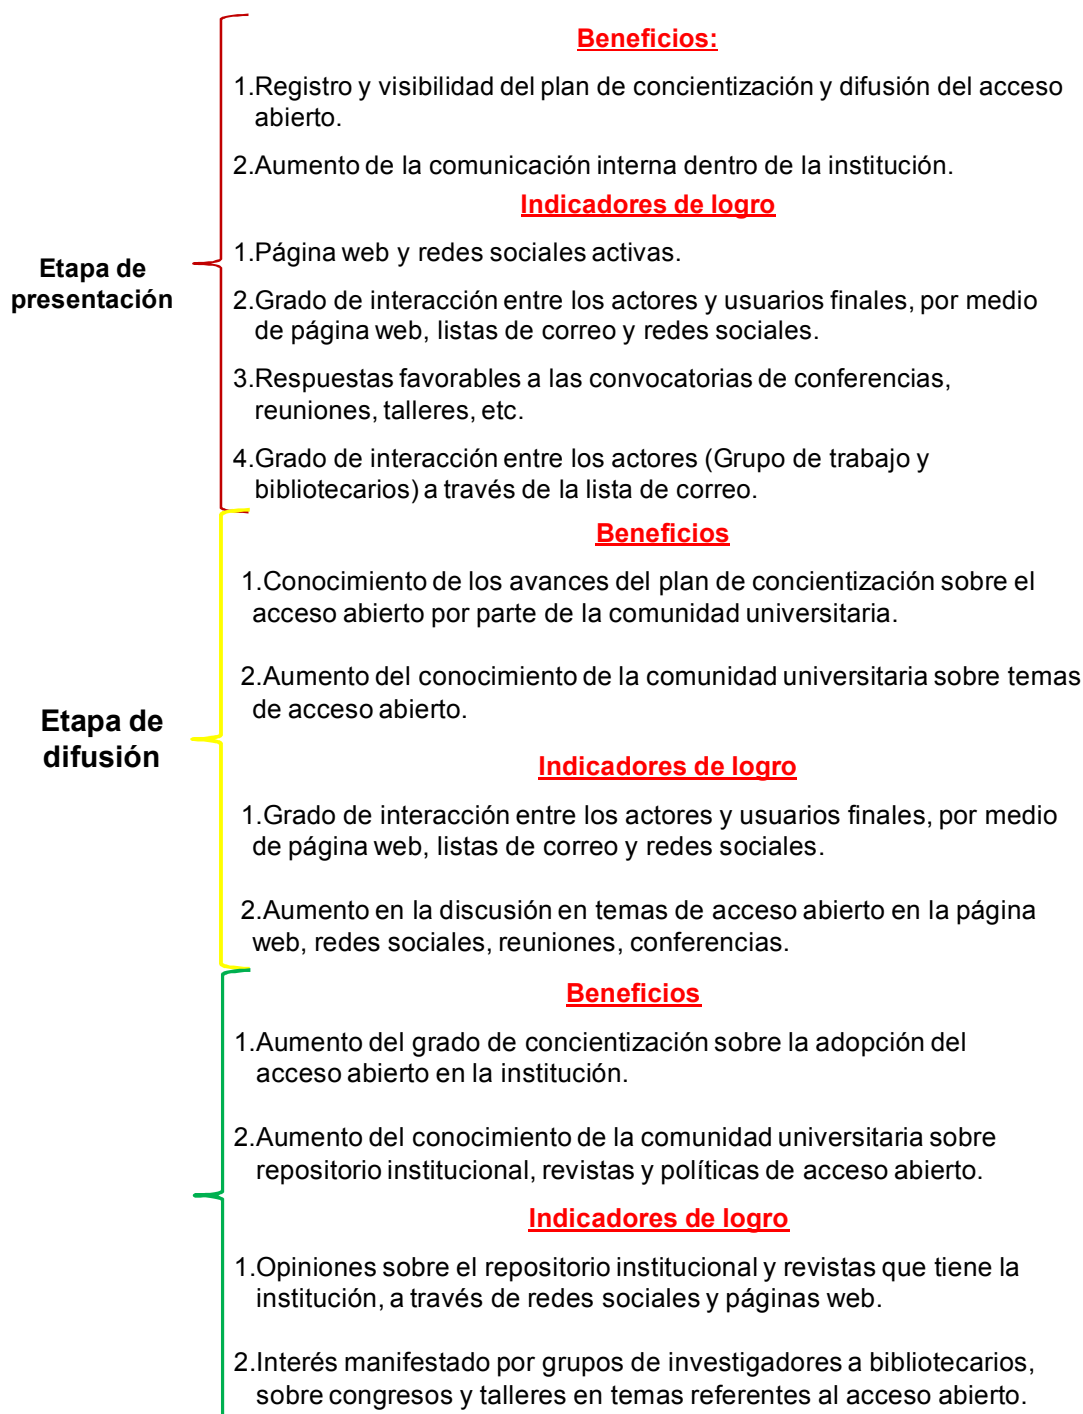 Beneficios:
1.Registro y visibilidad del plan de concientización y difusión del acceso
abierto.
2.Aumento de la comunicación interna dentro de la institución.
Indicadores de logro
Etapa de
presentación
1.Página web y redes sociales activas.
2.Grado de interacción entre los actores y usuarios finales, por medio
de página web, listas de correo y redes sociales.
3.Respuestas favorables a las convocatorias de conferencias,
reuniones, talleres, etc.
4.Grado de interacción entre los actores (Grupo de trabajo y
bibliotecarios) a través de la lista de correo.
Beneficios
1.Conocimiento de los avances del plan de concientización sobre el
acceso abierto por parte de la comunidad universitaria.
2.Aumento del conocimiento de la comunidad universitaria sobre temas
de acceso abierto.
Etapa de
difusión
Indicadores de logro
1.Grado de interacción entre los actores y usuarios finales, por medio
de página web, listas de correo y redes sociales.
2.Aumento en la discusión en temas de acceso abierto en la página
web, redes sociales, reuniones, conferencias.
Beneficios
1.Aumento del grado de concientización sobre la adopción del
acceso abierto en la institución.
2.Aumento del conocimiento de la comunidad universitaria sobre
repositorio institucional, revistas y políticas de acceso abierto.
Indicadores de logro
1.Opiniones sobre el repositorio institucional y revistas que tiene la
institución, a través de redes sociales y páginas web.
2.Interés manifestado por grupos de investigadores a bibliotecarios,
sobre congresos y talleres en temas referentes al acceso abierto.